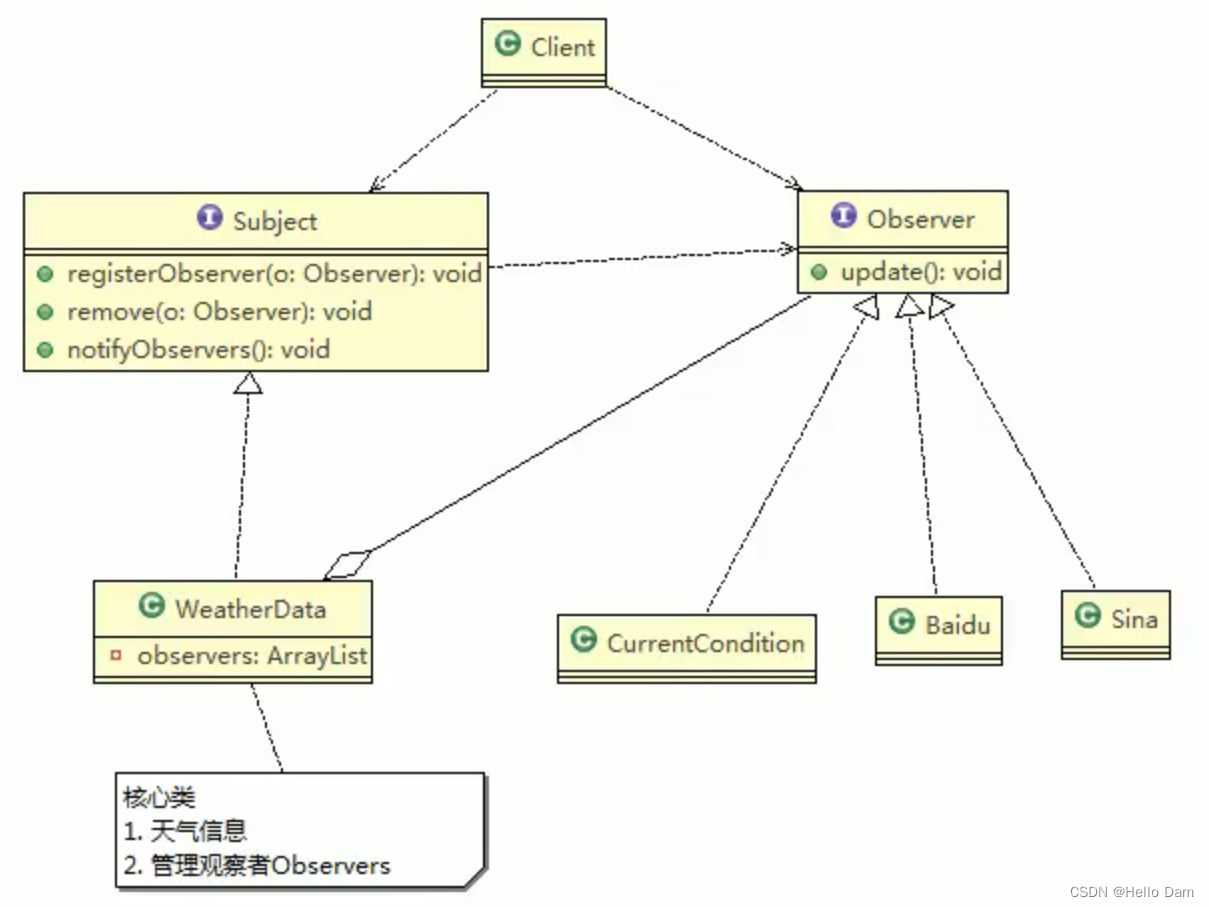 Client
Subject
registerObserver(o: Observer): void
remove(o: Observer): void
notifyObservers(): void
Observer
update(): void
WeatherData
observers: ArrayList
CurrentCondition
Baidu
Sina
核心类
1. 天气信息
2. 管理观察者Observers
CSDN @Hello Dam